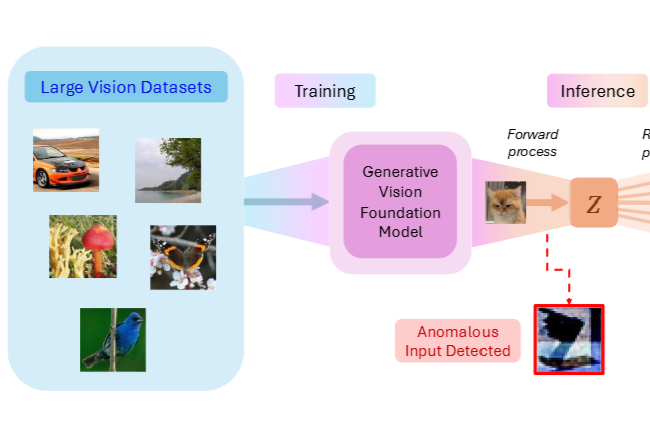 Large Vision Datasets
Training
Inference
Forward
process
Generative
Vision
Foundation
Model
Z
Anomalous
Input Detected